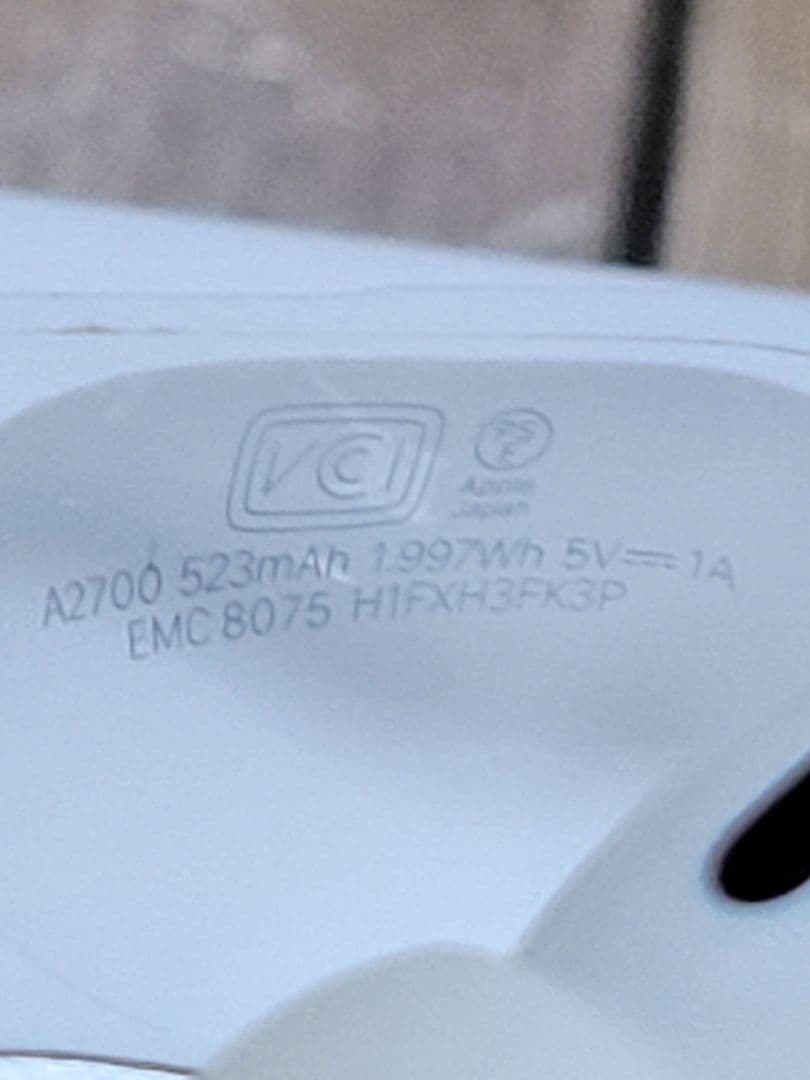 VCI
PS
E
Apple
Japan
A2700 523mAh 1.997Wh 5V⎓1A
EMC 8075 H1FXH3FK3P